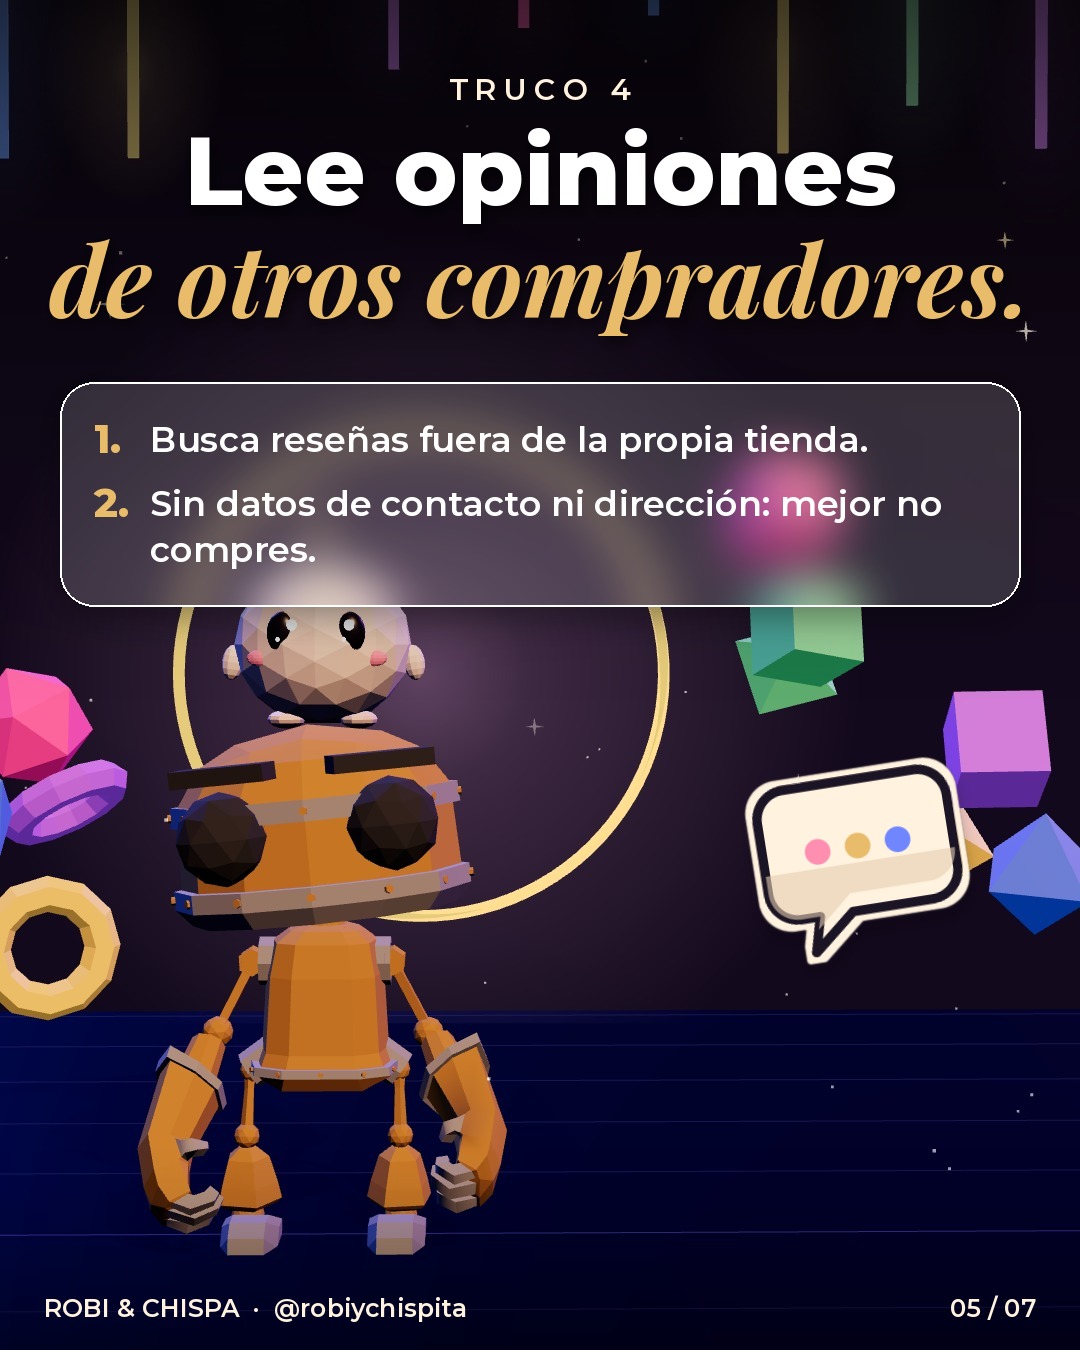 TRUCO 4
Lee opiniones
de otros compradores.
1. Busca reseñas fuera de la propia tienda.
2. Sin datos de contacto ni dirección: mejor no
compres.
ROBI & CHISPA · @robiychispita
05 / 07